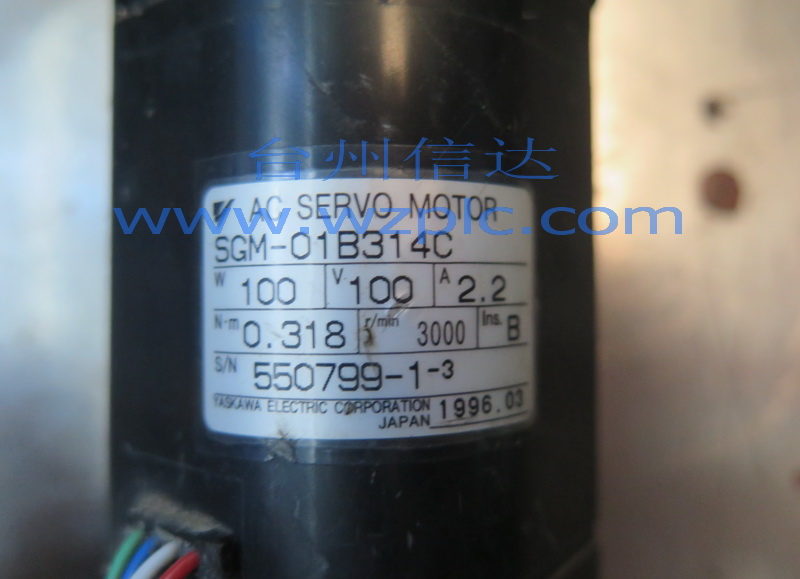 台州信达
AC SERVO MOTOR
www.wzplc.com
SGM-01B314C
W 100 V 100 A 2.2
N-m 0.318 r/min 3000 Ins. B
S/N 550799-1-3
YASKAWA ELECTRIC CORPORATION
JAPAN 1996.03